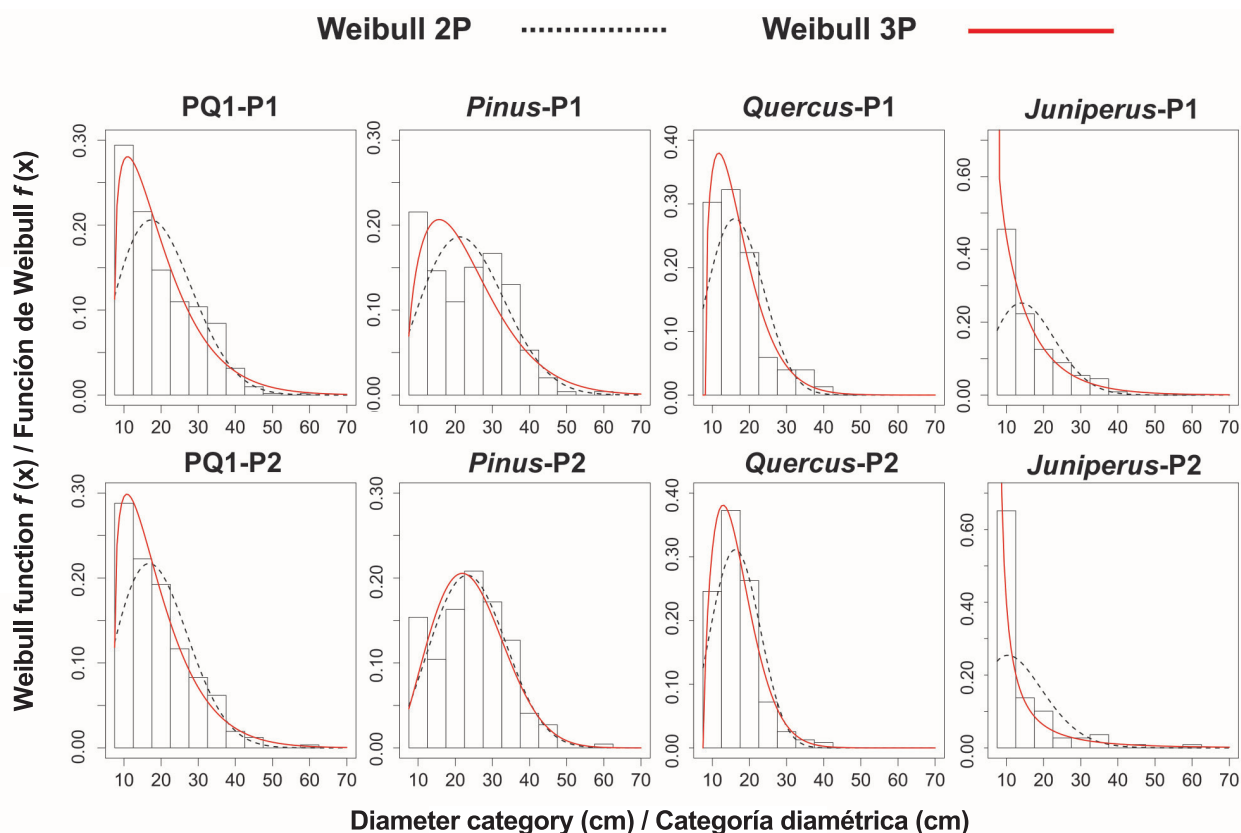 Weibull 2P Weibull 3P
PQ1-P1 Pinus-P1 Quercus-P1 Juniperus-P1
0.30 0.20 0.10 0.00
0.30 0.20 0.10 0.00
0.40 0.30 0.20 0.10 0.00
0.60 0.40 0.20 0.00
10 20 30 40 50 60 70
10 20 30 40 50 60 70
10 20 30 40 50 60 70
10 20 30 40 50 60 70
PQ1-P2 Pinus-P2 Quercus-P2 Juniperus-P2
0.30 0.20 0.10 0.00
0.30 0.20 0.10 0.00
0.40 0.30 0.20 0.10 0.00
0.60 0.40 0.20 0.00
10 20 30 40 50 60 70
10 20 30 40 50 60 70
10 20 30 40 50 60 70
10 20 30 40 50 60 70
Weibull function f (x) / Función de Weibull f (x)
Diameter category (cm) / Categoría diamétrica (cm)